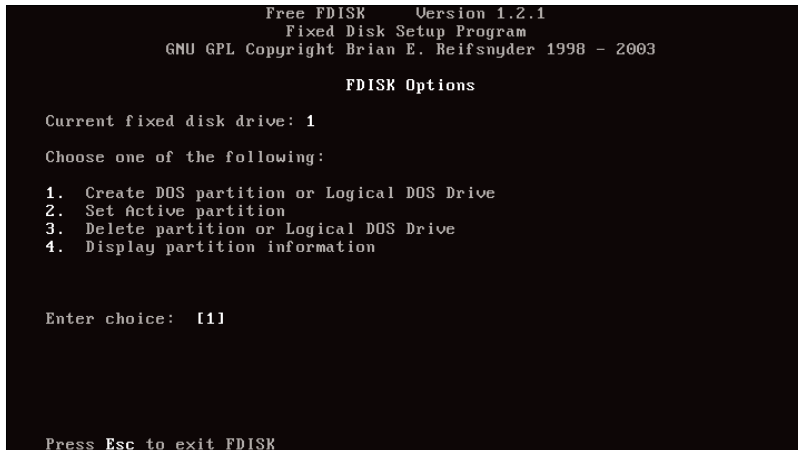 Free FDISK Version 1.2.1
Fixed Disk Setup Program
GNU GPL Copyright Brian E. Reifsnyder 1998 - 2003
FDISK Options
Current fixed disk drive: 1
Choose one of the following:
1. Create DOS partition or Logical DOS Drive
2. Set Active partition
3. Delete partition or Logical DOS Drive
4. Display partition information
Enter choice: [1]
Press Esc to exit FDISK